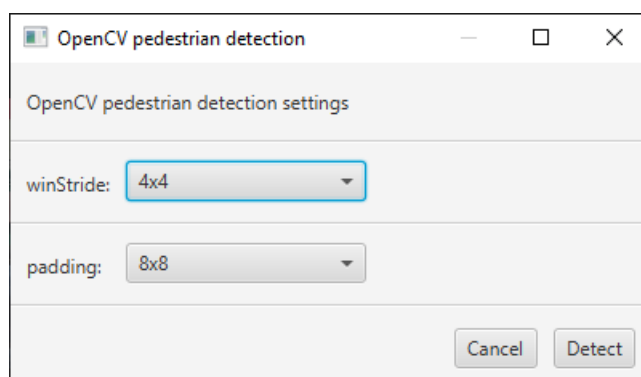 OpenCV pedestrian detection
OpenCV pedestrian detection settings
winStride: 4x4
padding: 8x8
Cancel Detect